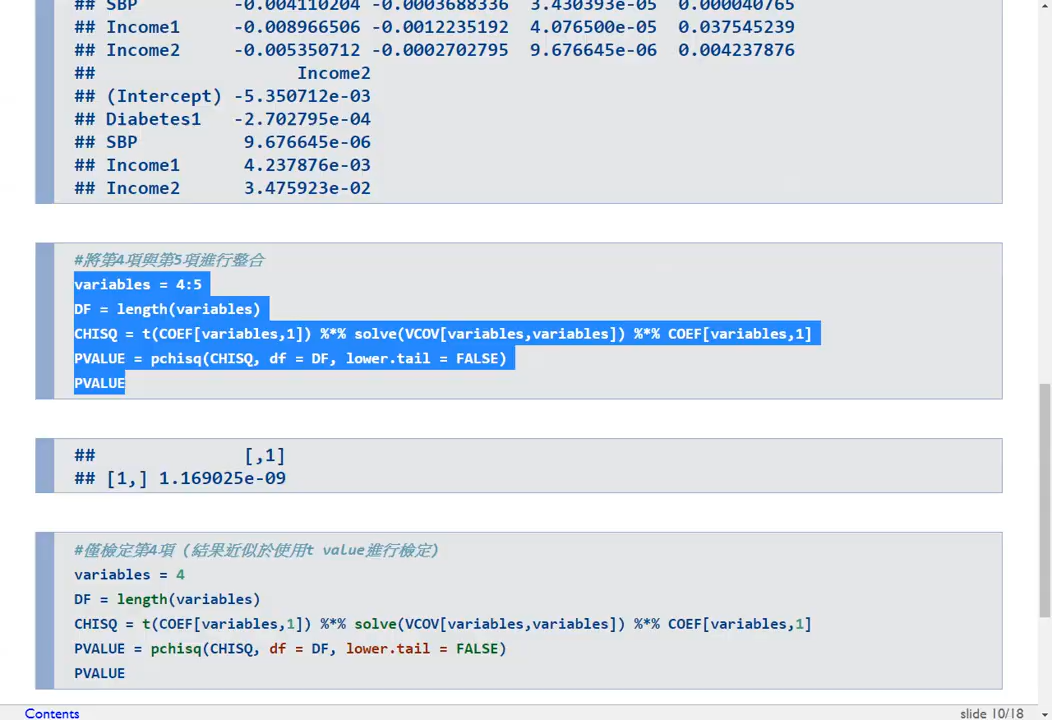 ## SBP -0.004110204 -0.0003688336 3.430393e-05 0.000040765
## Income1 -0.008966506 -0.0012235192 4.076500e-05 0.037545239
## Income2 -0.005350712 -0.0002702795 9.676645e-06 0.004237876
## Income2
## (Intercept) -5.350712e-03
## Diabetes1 -2.702795e-04
## SBP 9.676645e-06
## Income1 4.237876e-03
## Income2 3.475923e-02
#將第4項與第5項進行整合
variables = 4:5
DF = length(variables)
CHISQ = t(COEF[variables,1]) %*% solve(VCOV[variables,variables]) %*% COEF[variables,1]
PVALUE = pchisq(CHISQ, df = DF, lower.tail = FALSE)
PVALUE
## [,1]
## [1,] 1.169025e-09
#僅檢定第4項 (結果近似於使用t value進行檢定)
variables = 4
DF = length(variables)
CHISQ = t(COEF[variables,1]) %*% solve(VCOV[variables,variables]) %*% COEF[variables,1]
PVALUE = pchisq(CHISQ, df = DF, lower.tail = FALSE)
PVALUE
Contents slide 10/18